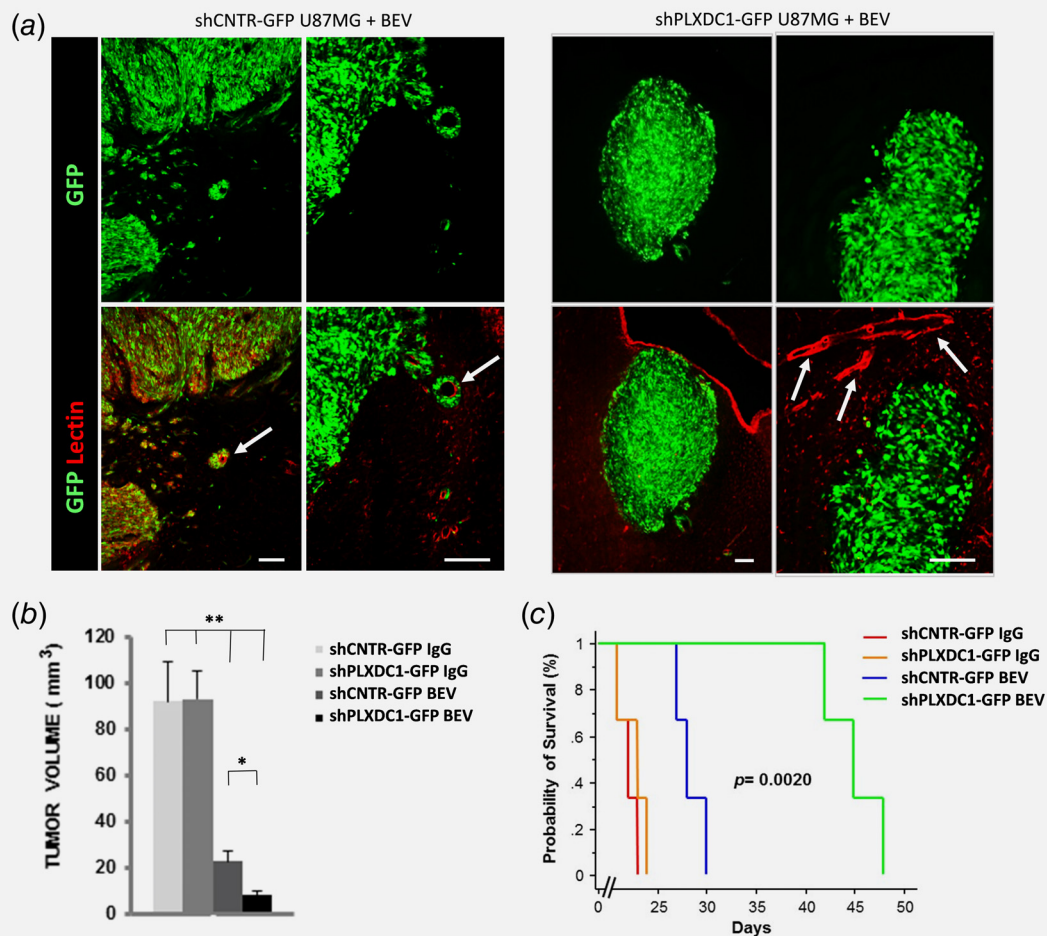 (a)
shCNTR-GFP U87MG + BEV
shPLXDC1-GFP U87MG + BEV
GFP
GFP Lectin
(b)
TUMOR VOLUME ( mm3)
120
100
80
60
40
20
0
**
*
shCNTR-GFP IgG
shPLXDC1-GFP IgG
shCNTR-GFP BEV
shPLXDC1-GFP BEV
(c)
Probability of Survival (%)
1
.8
.6
.4
.2
0
p= 0.0020
0 25 30 35 40 45 50
Days
shCNTR-GFP IgG
shPLXDC1-GFP IgG
shCNTR-GFP BEV
shPLXDC1-GFP BEV